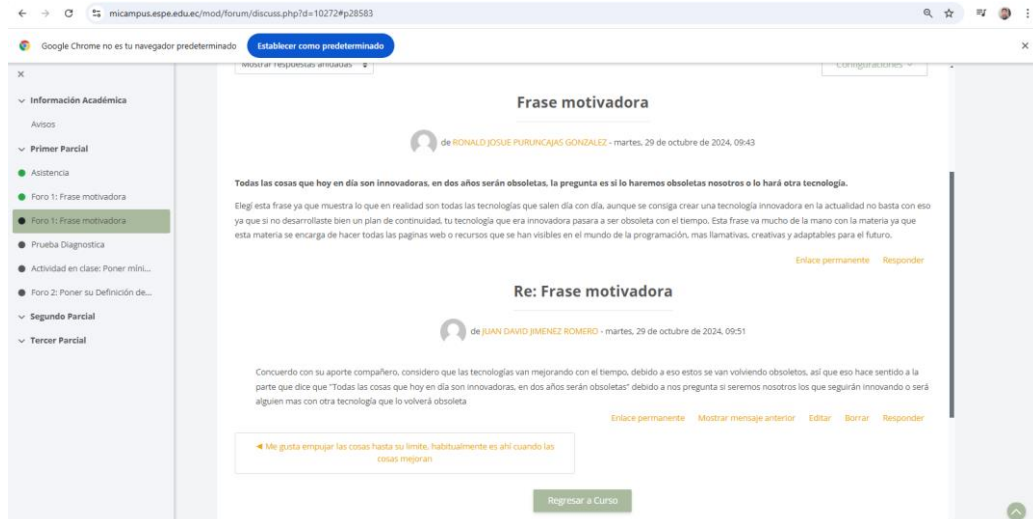 micampus.espe.edu.ec/mod/forum/discuss.php?d=10272#p28583
Google Chrome no es tu navegador predeterminado
Establecer como predeterminado
Mostrar respuestas anidadas
Configuraciones
Información Académica
Avisos
Primer Parcial
Asistencia
Foro 1: Frase motivadora
Foro 1: Frase motivadora
Prueba Diagnostica
Actividad en clase: Poner míni...
Foro 2: Poner su Definición de...
Segundo Parcial
Tercer Parcial
Frase motivadora
de RONALD JOSUE PURUNCAJAS GONZALEZ - martes, 29 de octubre de 2024, 09:43
Todas las cosas que hoy en día son innovadoras, en dos años serán obsoletas, la pregunta es si lo haremos obsoletas nosotros o lo hará otra tecnología.
Elegí esta frase ya que muestra lo que en realidad son todas las tecnologías que salen día con día, aunque se consiga crear una tecnología innovadora en la actualidad no basta con eso
ya que si no desarrollaste bien un plan de continuidad, tu tecnología que era innovadora pasara a ser obsoleta con el tiempo. Esta frase va mucho de la mano con la materia ya que
esta materia se encarga de hacer todas las paginas web o recursos que se han visibles en el mundo de la programación, mas llamativas, creativas y adaptables para el futuro.
Enlace permanente Responder
Re: Frase motivadora
de JUAN DAVID JIMENEZ ROMERO - martes, 29 de octubre de 2024, 09:51
Concuerdo con su aporte compañero, considero que las tecnologías van mejorando con el tiempo, debido a eso estos se van volviendo obsoletos, así que eso hace sentido a la
parte que dice que "Todas las cosas que hoy en día son innovadoras, en dos años serán obsoletas" debido a nos pregunta si seremos nosotros los que seguirán innovando o será
alguien mas con otra tecnología que lo volverá obsoleta
Enlace permanente Mostrar mensaje anterior Editar Borrar Responder
◄ Me gusta empujar las cosas hasta su limite, habitualmente es ahí cuando las
cosas mejoran
Regresar a Curso